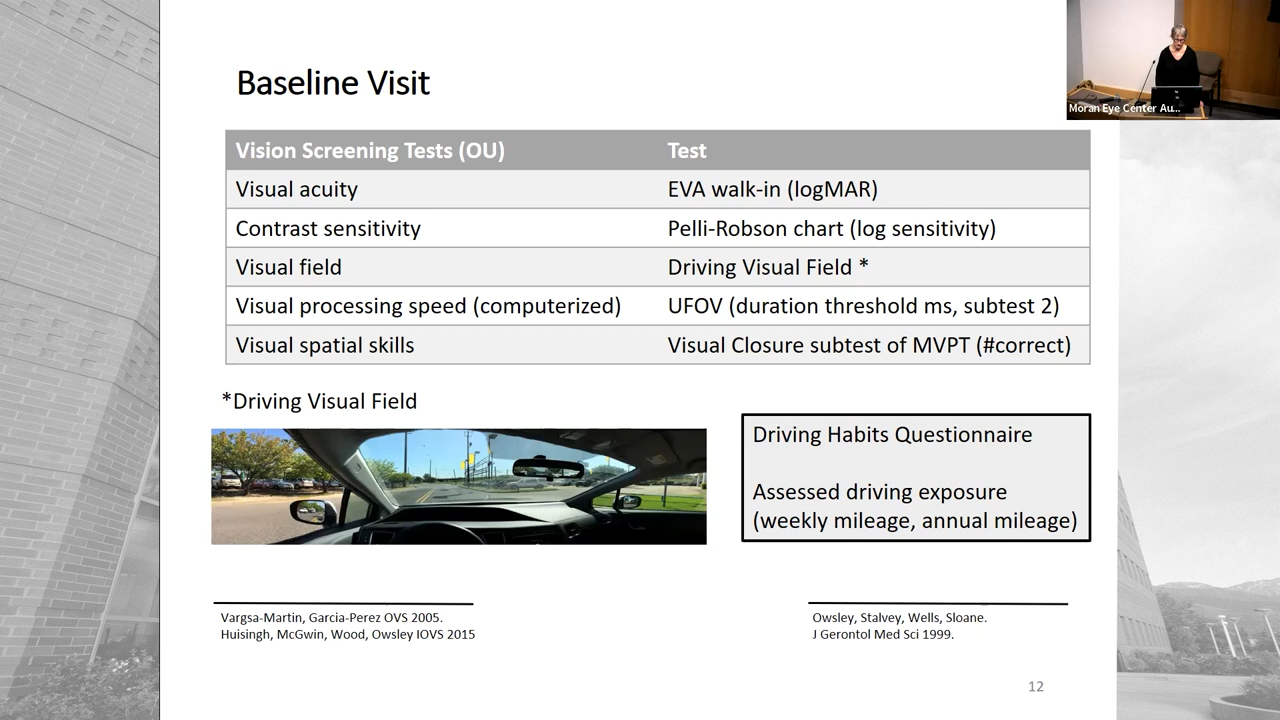 Baseline Visit
Moran Eye Center Au...
Vision Screening Tests (OU) Test
Visual acuity EVA walk-in (logMAR)
Contrast sensitivity Pelli-Robson chart (log sensitivity)
Visual field Driving Visual Field *
Visual processing speed (computerized) UFOV (duration threshold ms, subtest 2)
Visual spatial skills Visual Closure subtest of MVPT (#correct)
*Driving Visual Field
Driving Habits Questionnaire
Assessed driving exposure
(weekly mileage, annual mileage)
Vargsa-Martin, Garcia-Perez OVS 2005.
Huisingh, McGwin, Wood, Owsley IOVS 2015
Owsley, Stalvey, Wells, Sloane.
J Gerontol Med Sci 1999.
12